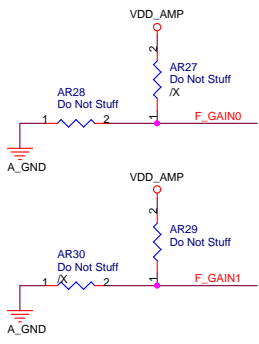 VDD_AMP
2
AR27
Do Not Stuff
/X
AR28
Do Not Stuff
1
2
1
F_GAIN0
A_GND
VDD_AMP
2
AR29
Do Not Stuff
AR30
Do Not Stuff
/X
1
2
1
F_GAIN1
A_GND